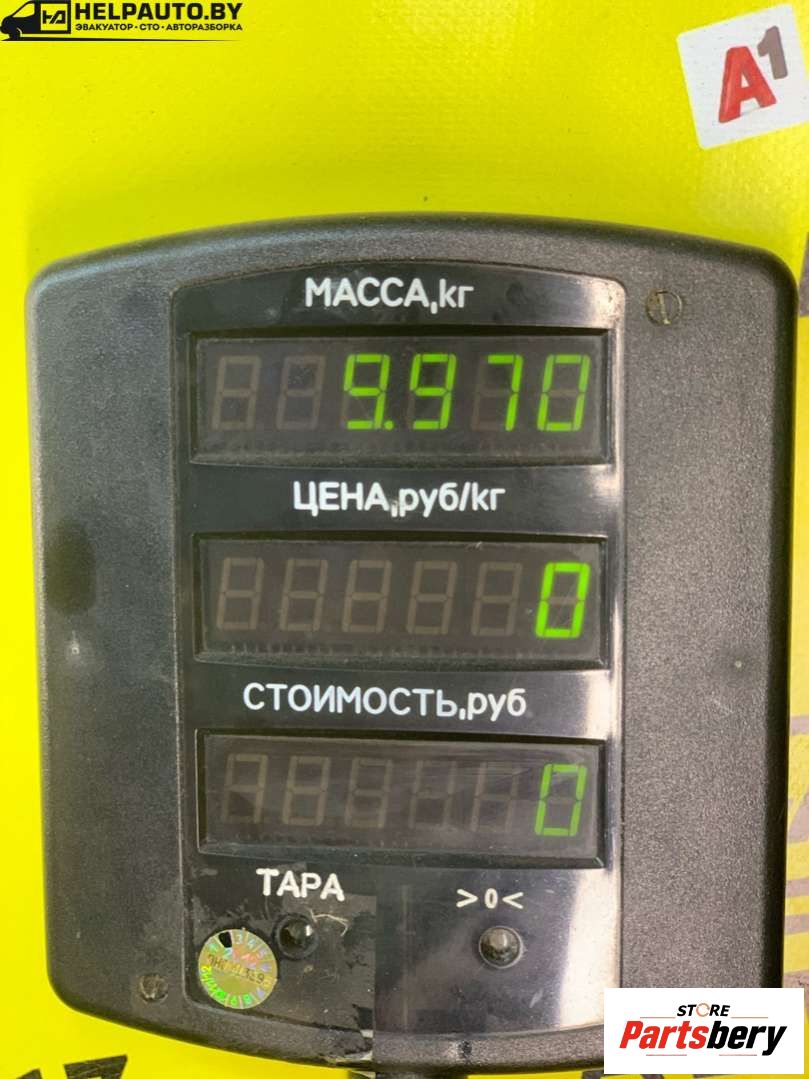 HELPAUTO.BY
ЭВАКУАТОР·СТО·АВТОРАЗБОРКА
A1
МАССА,кг
9.970
ЦЕНА,руб/кг
0
СТОИМОСТЬ,руб
0
ТАРА
>0<
STORE
Partsbery